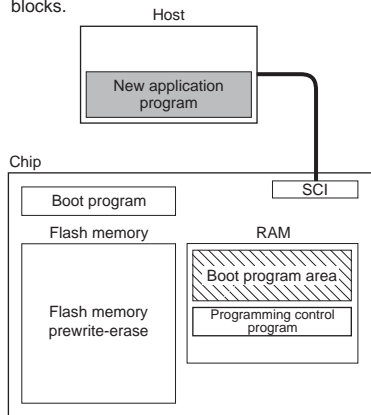 blocks.
Host
New application
program
Chip
SCI
Boot program
Flash memory
RAM
Boot program area
Flash memory
prewrite-erase
Programming control
program